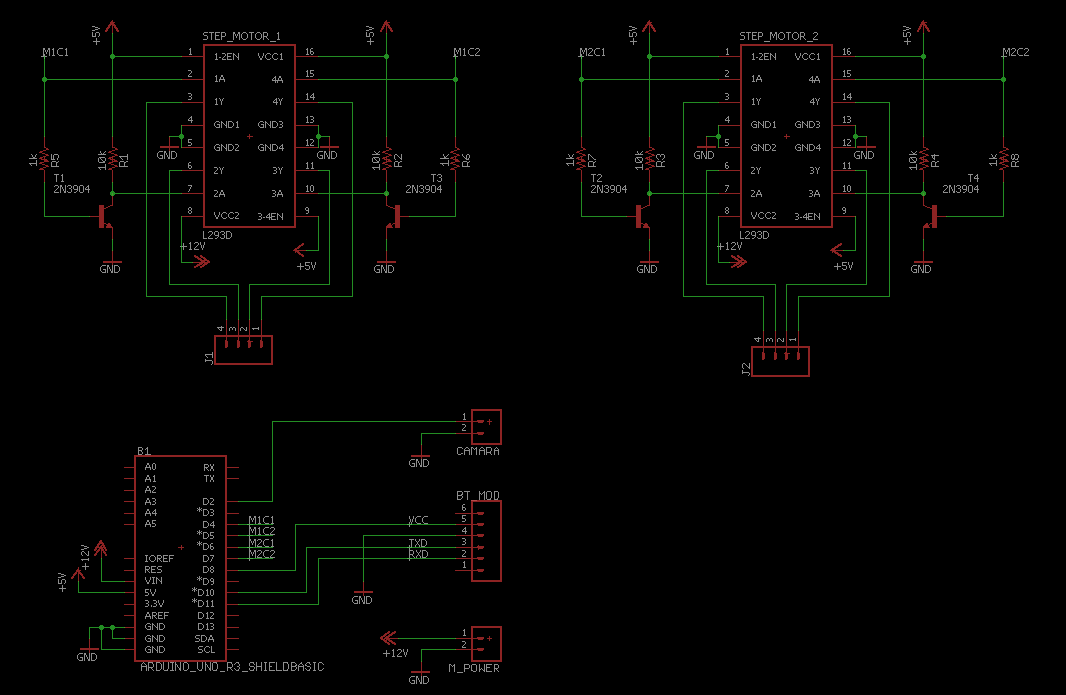 +5V +5V +5V +5V
M1C1 STEP_MOTOR_1 M1C2 M2C1 STEP_MOTOR_2 M2C2
1 1-2EN VCC1 16 1 1-2EN VCC1 16
2 1A 4A 15 2 1A 4A 15
3 1Y 4Y 14 3 1Y 4Y 14
4 GND1 GND3 13 4 GND1 GND3 13
GND 5 GND2 GND4 12 GND GND 5 GND2 GND4 12 GND
1k R5 10k R1 10k R2 1k R6 1k R7 10k R3 10k R4 1k R8
6 2Y 3Y 11 6 2Y 3Y 11
T1 T3 T2 T4
2N3904 7 2A 3A 10 2N3904 2N3904 7 2A 3A 10 2N3904
8 VCC2 3-4EN 9 8 VCC2 3-4EN 9
L293D L293D
+12V +12V
GND +5V GND GND +5V GND
4 3 2 1
J1
4 3 2 1
J2
1 +
2
GND CAMARA
B1
A0 RX
A1 TX
A2
A3 D2
A4 *D3
A5 D4 M1C1
*D5 M1C2
*D6 M2C1
IOREF D7 M2C2
RES D8
VIN *D9
5V *D10
3.3V *D11
AREF D12
GND D13
GND SDA
GND SCL
+12V
+5V
GND
ARDUINO_UNO_R3_SHIELDBASIC
BT_MOD
6
VCC 5
4
TXD 3
RXD 2
1
GND
1 +
+12V 2
GND M_POWER